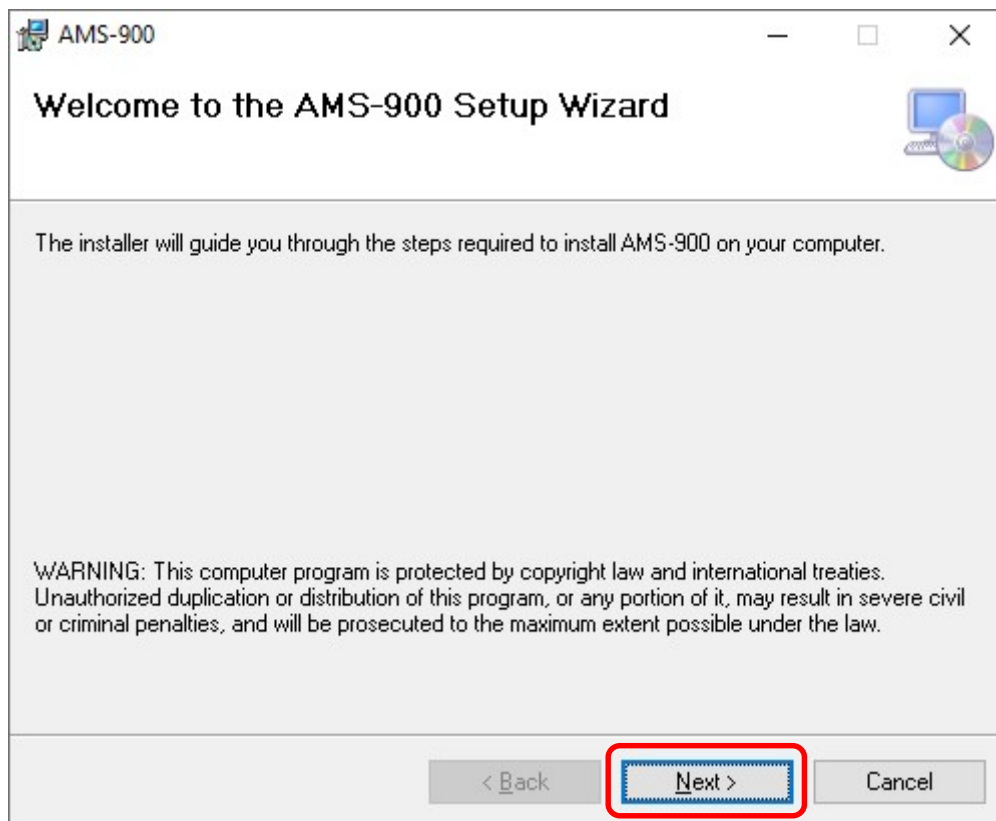 AMS-900
Welcome to the AMS-900 Setup Wizard
The installer will guide you through the steps required to install AMS-900 on your computer.
WARNING: This computer program is protected by copyright law and international treaties.
Unauthorized duplication or distribution of this program, or any portion of it, may result in severe civil
or criminal penalties, and will be prosecuted to the maximum extent possible under the law.
< Back Next > Cancel